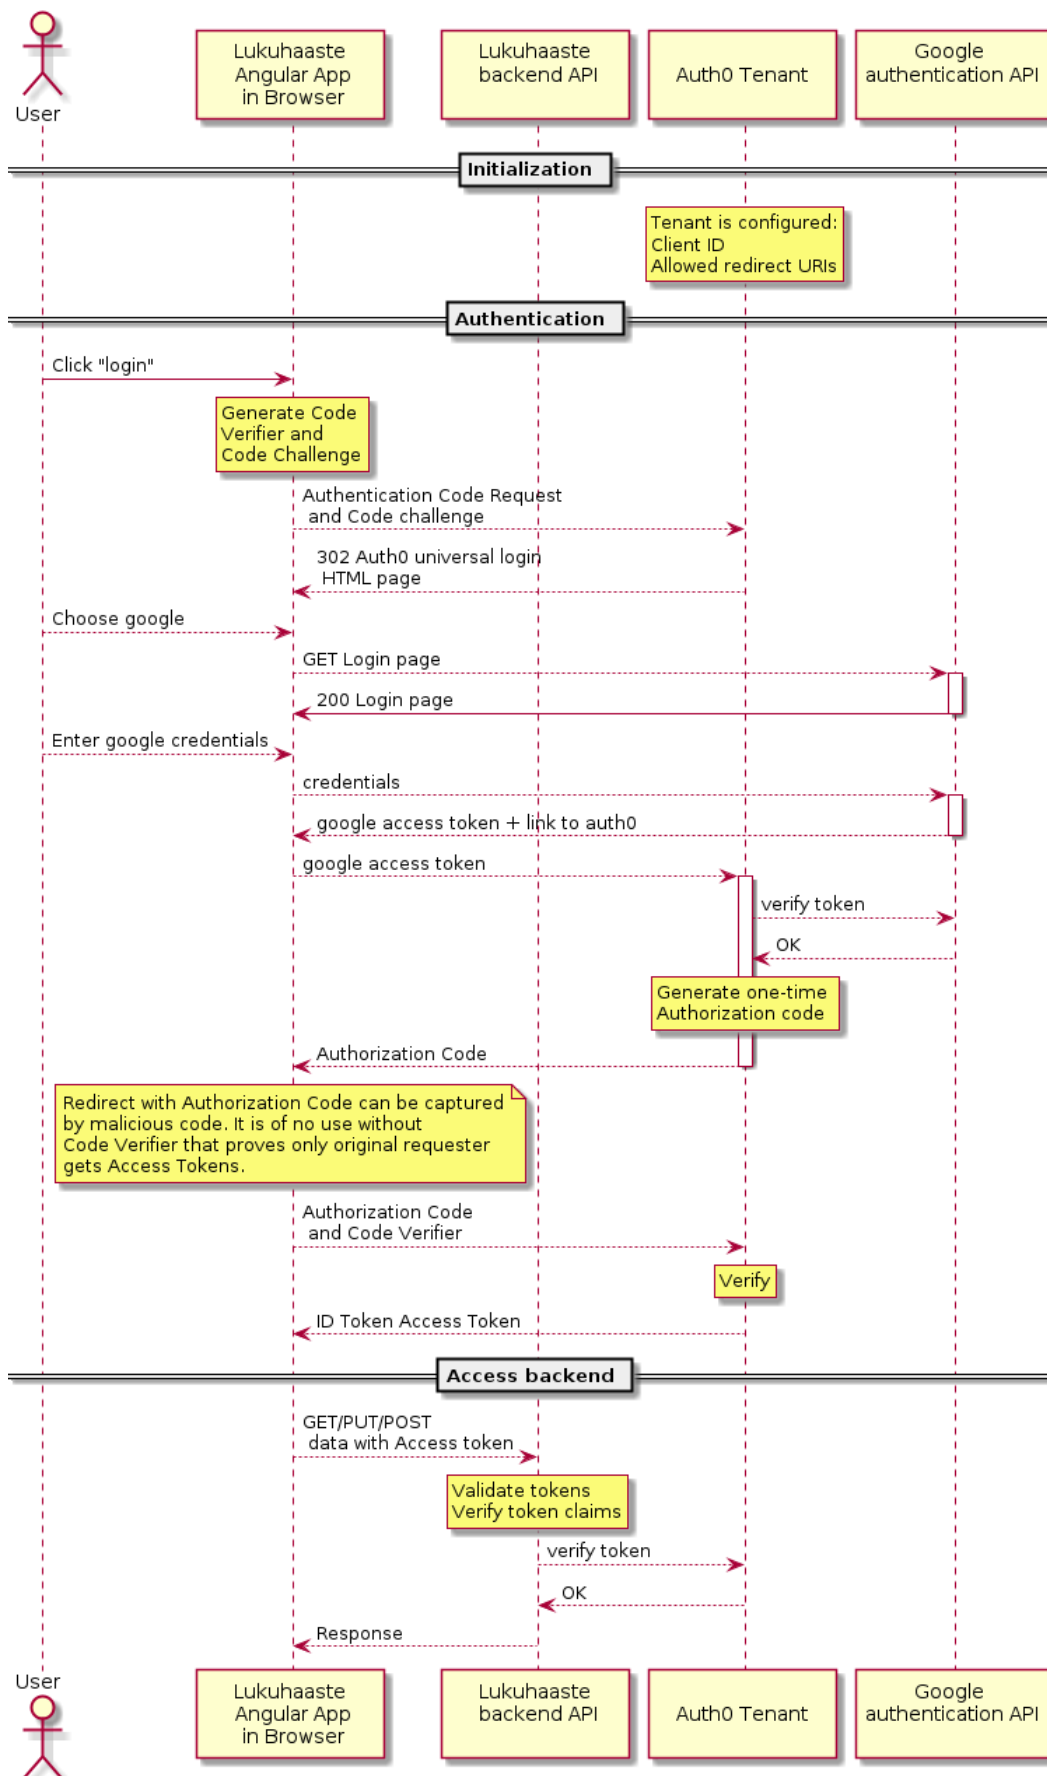 User
Lukuhaaste
Angular App
in Browser
Lukuhaaste
backend API
Auth0 Tenant
Google
authentication API
Initialization
Tenant is configured:
Client ID
Allowed redirect URIs
Authentication
Click "login"
Generate Code
Verifier and
Code Challenge
Authentication Code Request
and Code challenge
302 Auth0 universal login
HTML page
Choose google
GET Login page
200 Login page
Enter google credentials
credentials
google access token + link to auth0
google access token
verify token
OK
Generate one-time
Authorization code
Authorization Code
Redirect with Authorization Code can be captured
by malicious code. It is of no use without
Code Verifier that proves only original requester
gets Access Tokens.
Authorization Code
and Code Verifier
Verify
ID Token Access Token
Access backend
GET/PUT/POST
data with Access token
Validate tokens
Verify token claims
verify token
OK
Response
User
Lukuhaaste
Angular App
in Browser
Lukuhaaste
backend API
Auth0 Tenant
Google
authentication API